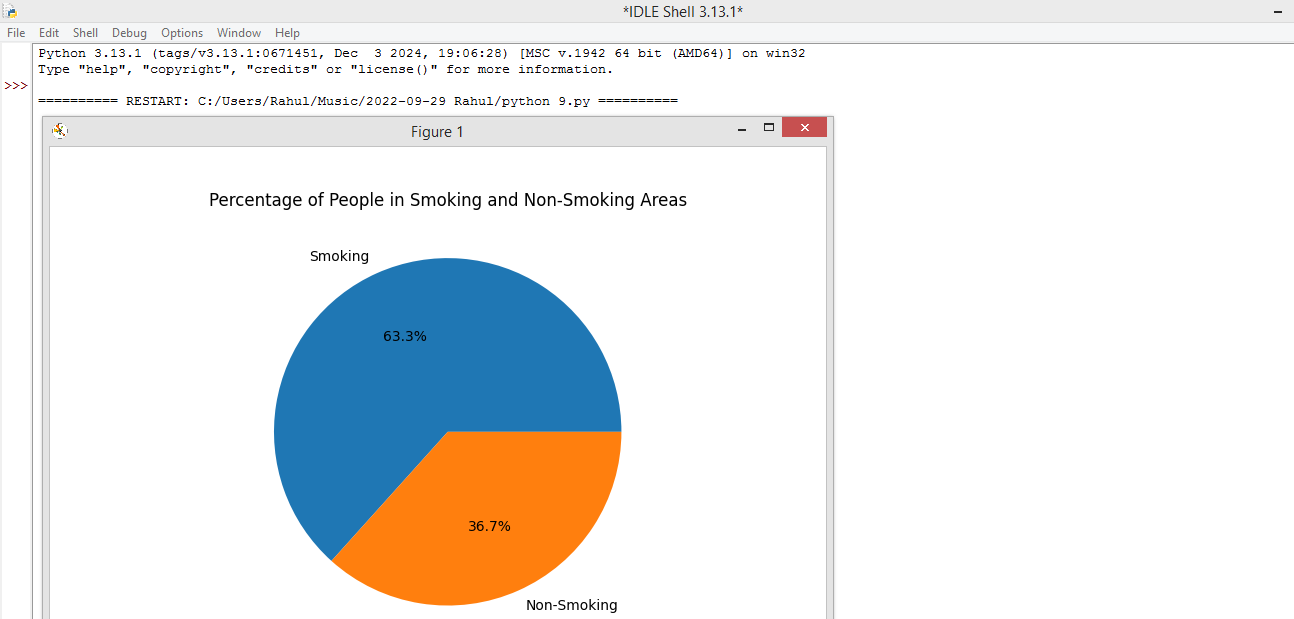 *IDLE Shell 3.13.1*
File Edit Shell Debug Options Window Help
Python 3.13.1 (tags/v3.13.1:0671451, Dec  3 2024, 19:06:28) [MSC v.1942 64 bit (AMD64)] on win32
Type "help", "copyright", "credits" or "license()" for more information.
>>>
========== RESTART: C:/Users/Rahul/Music/2022-09-29 Rahul/python 9.py ==========
Figure 1
Percentage of People in Smoking and Non-Smoking Areas
Smoking
63.3%
36.7%
Non-Smoking